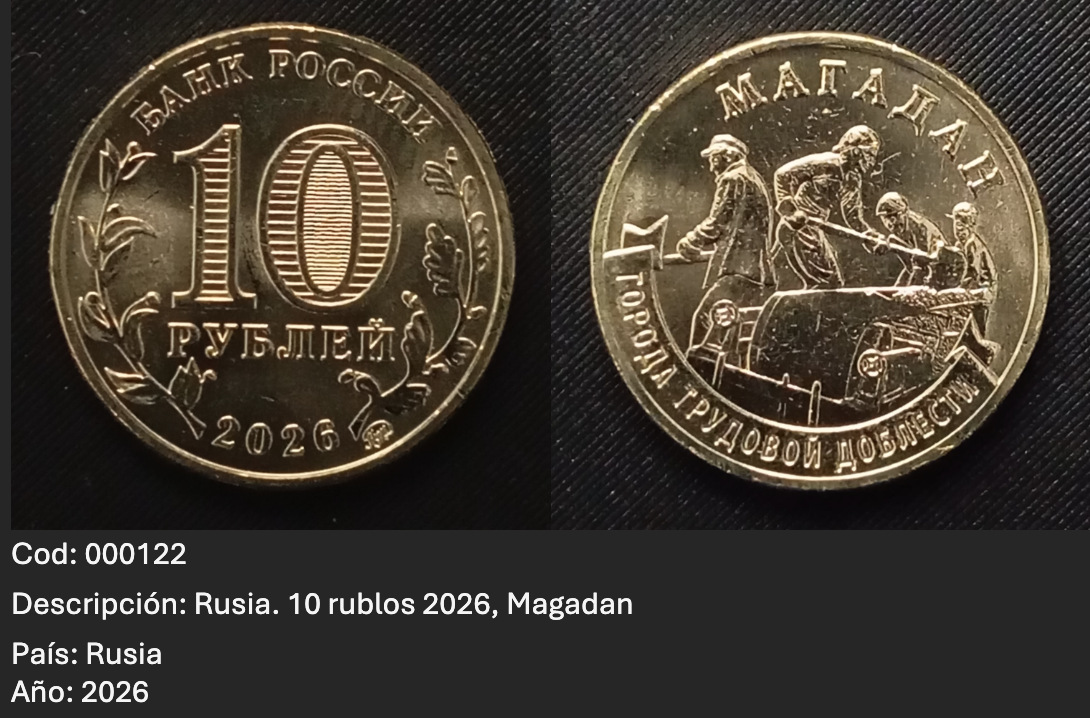 БАНК РОССИИ
10
РУБЛЕЙ
2026
МАГАДАН
ГОРОДА ТРУДОВОЙ ДОБЛЕСТИ
Cod: 000122
Descripción: Rusia. 10 rublos 2026, Magadan
País: Rusia
Año: 2026